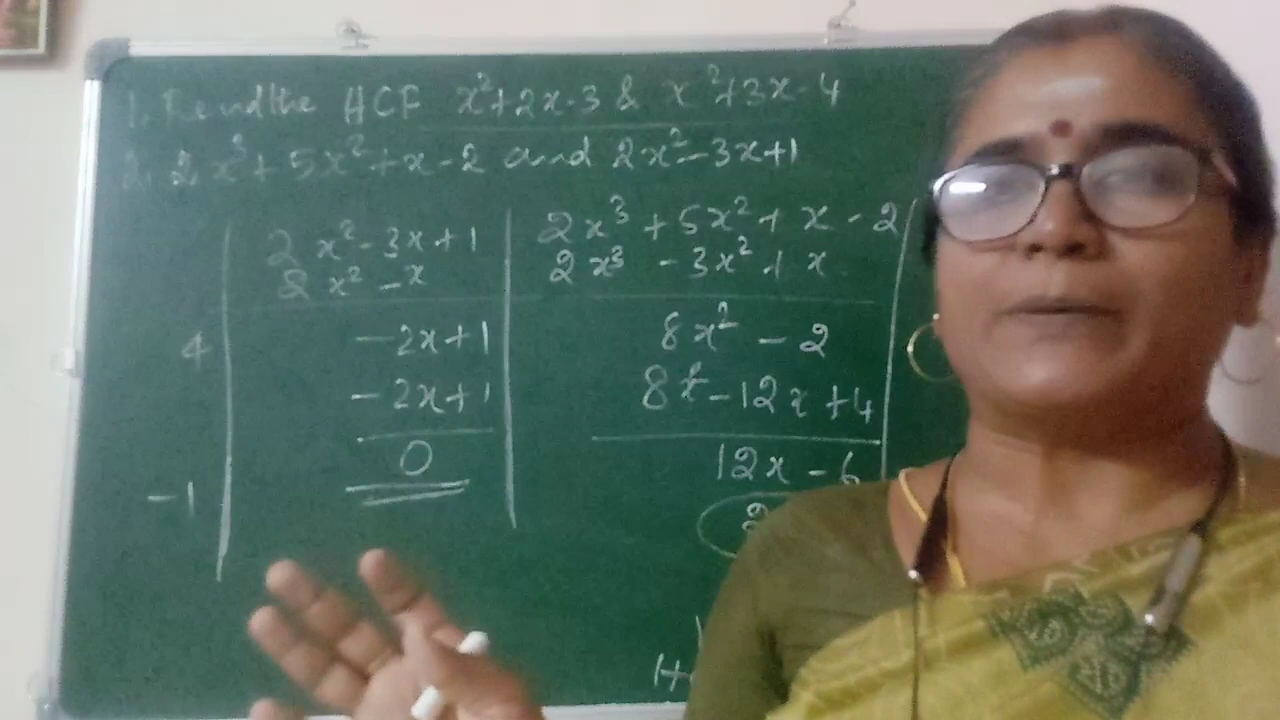 1. Find the HCF x²+2x-3 & x²+3x-4
2. 2x³+5x²+x-2 and 2x²-3x+1
2x²-3x+1
2x²-x
4
-2x+1
-2x+1
0
-1
2x³+5x²+x-2
2x³-3x²+x
8x²-2
8x²-12x+4
12x-6